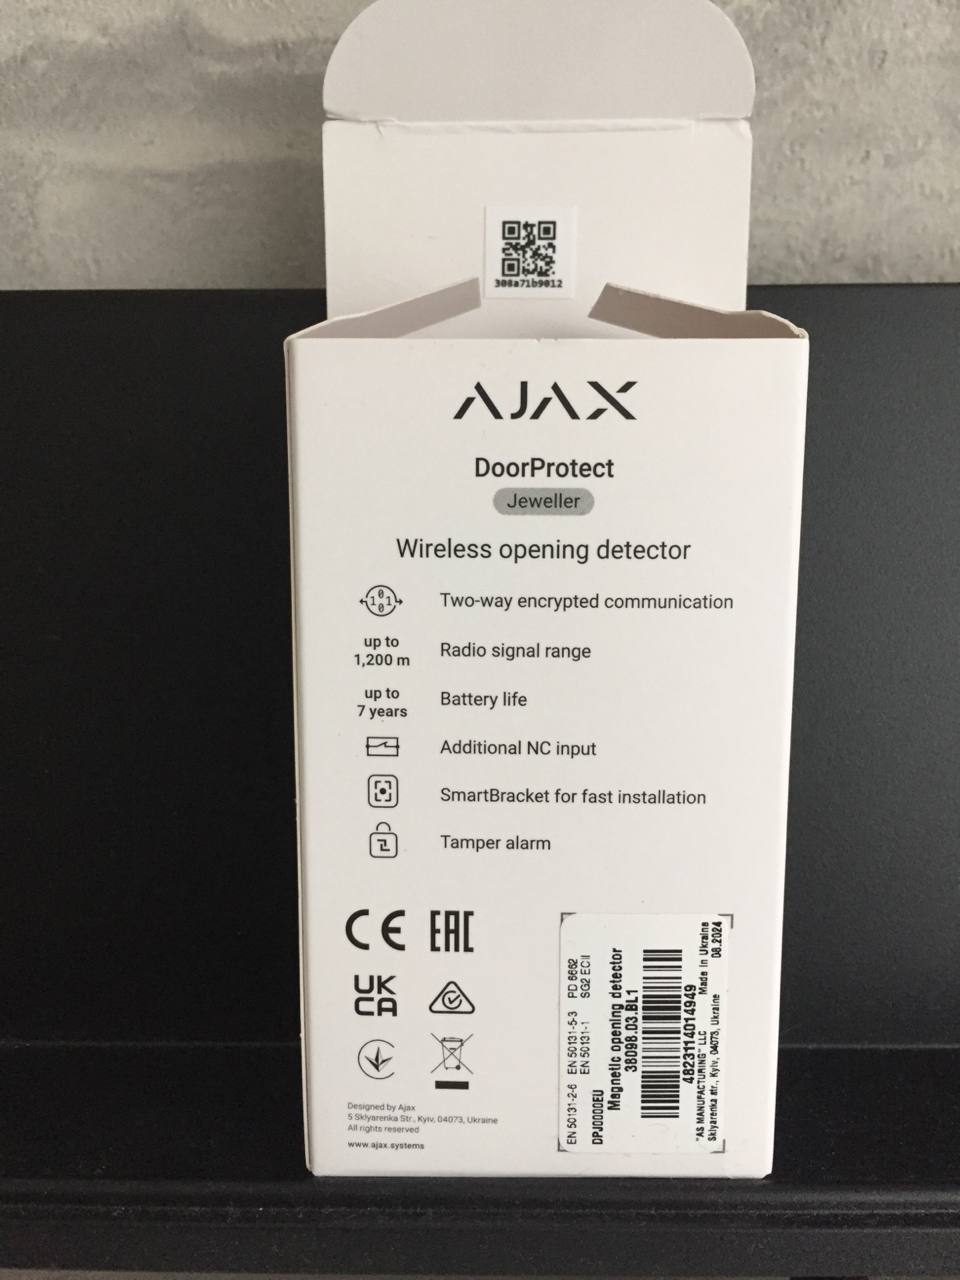 308a71b9012
AJAX
DoorProtect
Jeweller
Wireless opening detector
Two-way encrypted communication
up to
1,200 m
Radio signal range
up to
7 years
Battery life
Additional NC input
SmartBracket for fast installation
Tamper alarm
CE EAC
UK
CA
Designed by Ajax
5 Sklyarenka Str., Kyiv, 04073, Ukraine
All rights reserved
www.ajax.systems
EN 50131-2-6 EN 50131-5-3 PD 6662
EN 50131-1 SG2 ECII
DPJ0000EU
Magnetic opening detector
38098.03.BL1
4823114014949
"AS MANUFACTURING" LLC Made in Ukraine
Sklyarenka str., Kyiv, 04073, Ukraine 08.2024